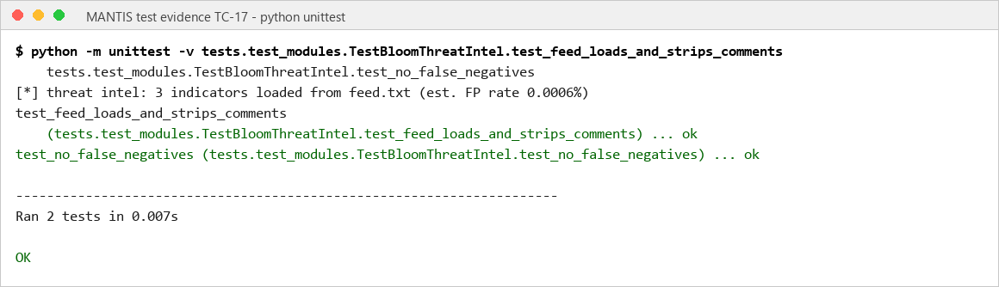 MANTIS test evidence TC-17 - python unittest
$ python -m unittest -v tests.test_modules.TestBloomThreatIntel.test_feed_loads_and_strips_comments
tests.test_modules.TestBloomThreatIntel.test_no_false_negatives
[*] threat intel: 3 indicators loaded from feed.txt (est. FP rate 0.0006%)
test_feed_loads_and_strips_comments
(tests.test_modules.TestBloomThreatIntel.test_feed_loads_and_strips_comments) ... ok
test_no_false_negatives (tests.test_modules.TestBloomThreatIntel.test_no_false_negatives) ... ok
----------------------------------------------------------------------
Ran 2 tests in 0.007s
OK